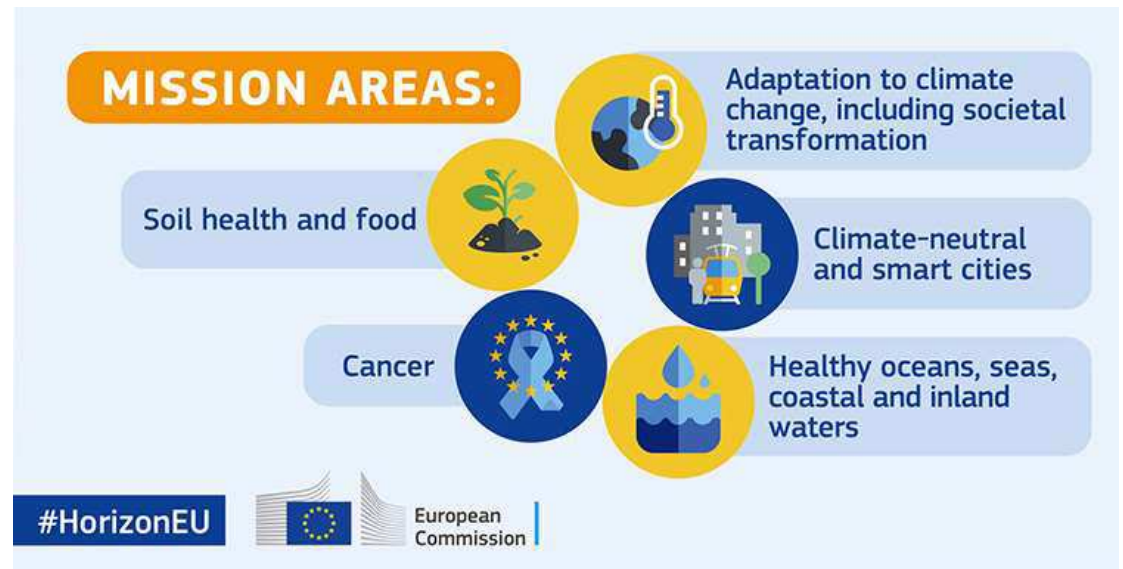 MISSION AREAS:
Adaptation to climate
change, including societal
transformation
Soil health and food
Climate-neutral
and smart cities
Cancer
Healthy oceans, seas,
coastal and inland
waters
#HorizonEU
European
Commission